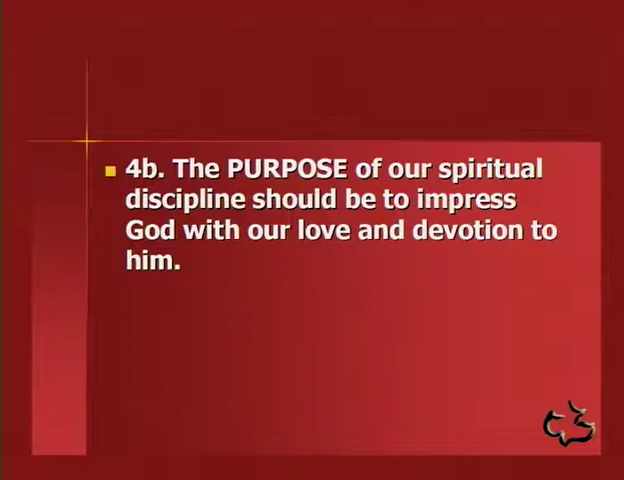 4b. The PURPOSE of our spiritual
discipline should be to impress
God with our love and devotion to
him.